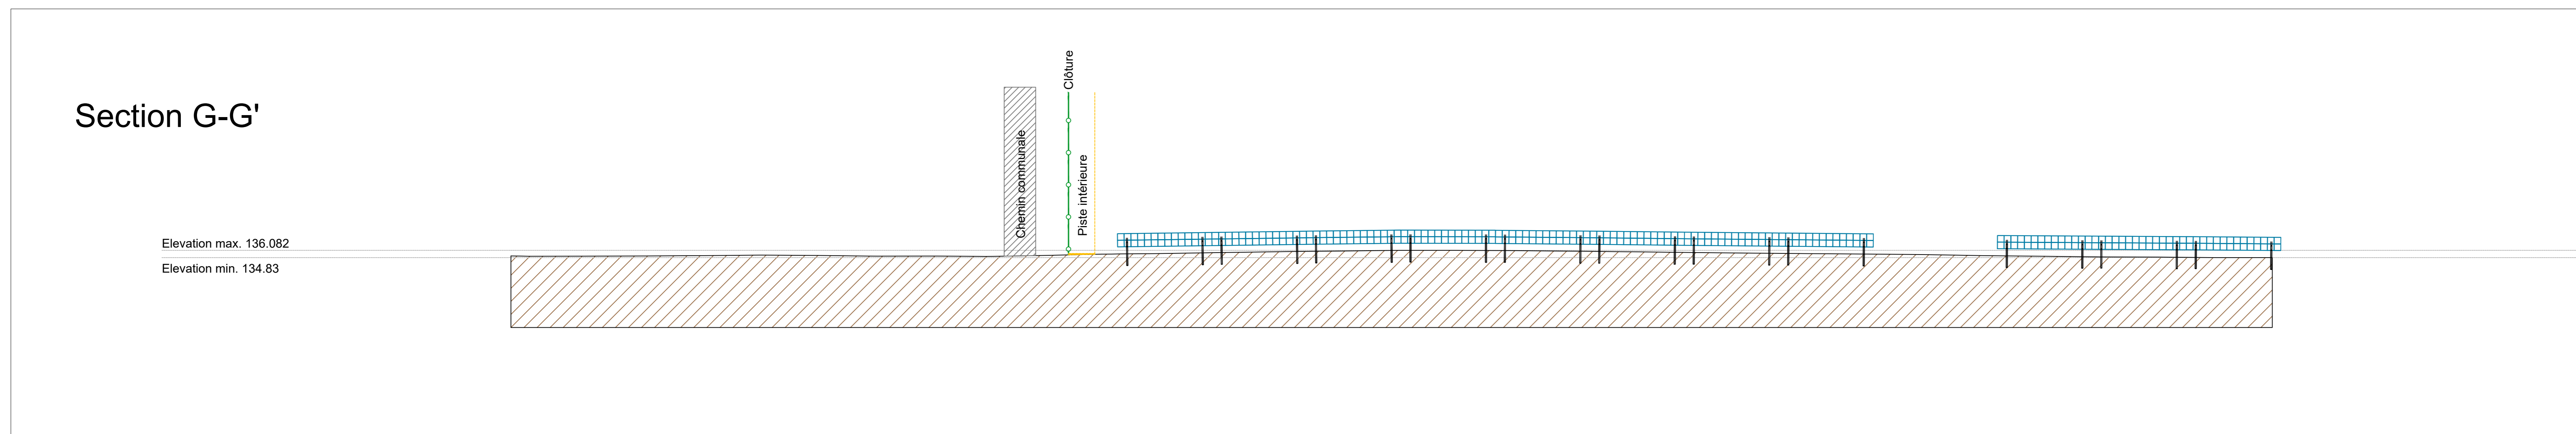 Section G-G'
Chemin communale
Clôture
Piste intérieure
Elevation max. 136.082
Elevation min. 134.83